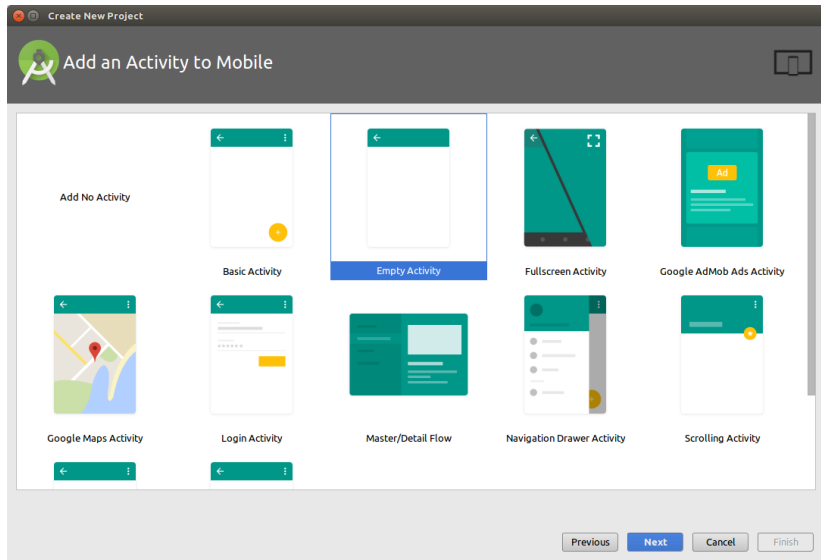 Create New Project
Add an Activity to Mobile
Add No Activity
Basic Activity
Empty Activity
Fullscreen Activity
Ad
Google AdMob Ads Activity
Google Maps Activity
Login Activity
Master/Detail Flow
Navigation Drawer Activity
Scrolling Activity
Previous
Next
Cancel
Finish